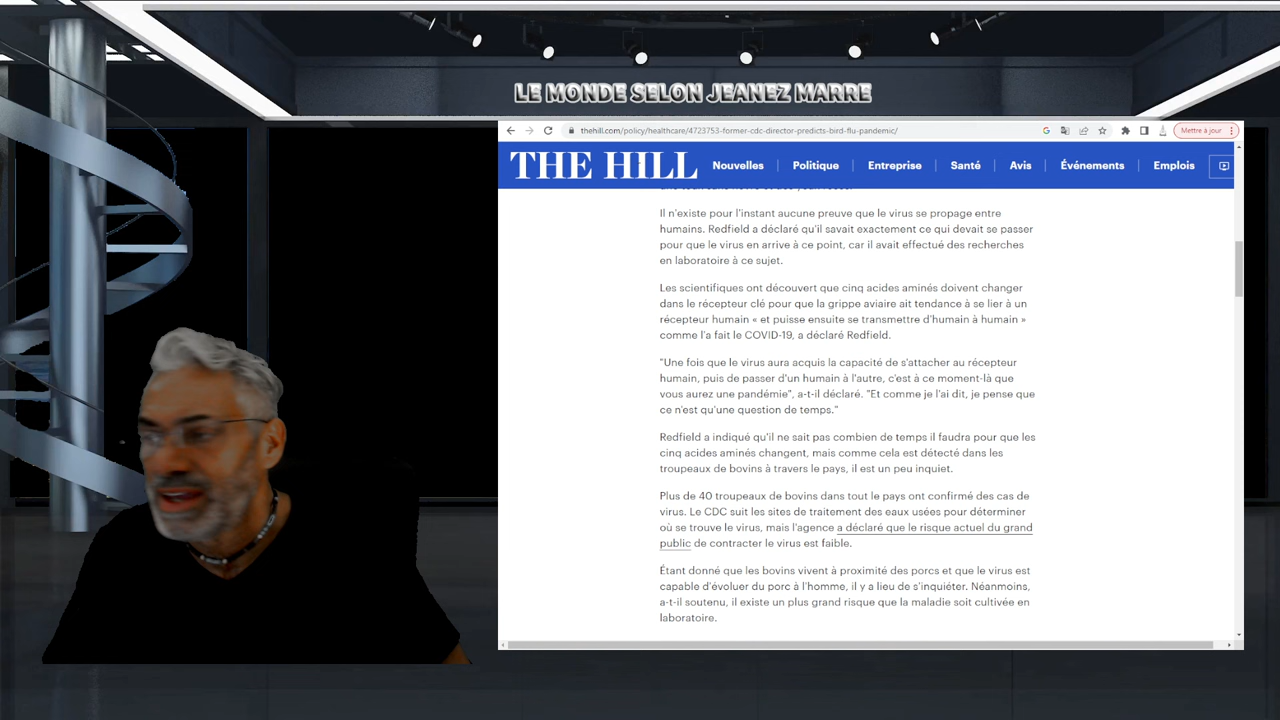 LE MONDE SELON JEANEZ MARRE
thehill.com/policy/healthcare/4723753-former-cdc-director-predicts-bird-flu-pandemic/
Mettre à jour
THE HILL
Nouvelles | Politique | Entreprise | Santé | Avis | Événements | Emplois
Il n'existe pour l'instant aucune preuve que le virus se propage entre
humains. Redfield a déclaré qu'il savait exactement ce qui devait se passer
pour que le virus en arrive à ce point, car il avait effectué des recherches
en laboratoire à ce sujet.
Les scientifiques ont découvert que cinq acides aminés doivent changer
dans le récepteur clé pour que la grippe aviaire ait tendance à se lier à un
récepteur humain « et puisse ensuite se transmettre d'humain à humain »
comme l'a fait le COVID-19, a déclaré Redfield.
"Une fois que le virus aura acquis la capacité de s'attacher au récepteur
humain, puis de passer d'un humain à l'autre, c'est à ce moment-là que
vous aurez une pandémie", a-t-il déclaré. "Et comme je l'ai dit, je pense que
ce n'est qu'une question de temps."
Redfield a indiqué qu'il ne sait pas combien de temps il faudra pour que les
cinq acides aminés changent, mais comme cela est détecté dans les
troupeaux de bovins à travers le pays, il est un peu inquiet.
Plus de 40 troupeaux de bovins dans tout le pays ont confirmé des cas de
virus. Le CDC suit les sites de traitement des eaux usées pour déterminer
où se trouve le virus, mais l'agence a déclaré que le risque actuel du grand
public de contracter le virus est faible.
Étant donné que les bovins vivent à proximité des porcs et que le virus est
capable d'évoluer du porc à l'homme, il y a lieu de s'inquiéter. Néanmoins,
a-t-il soutenu, il existe un plus grand risque que la maladie soit cultivée en
laboratoire.